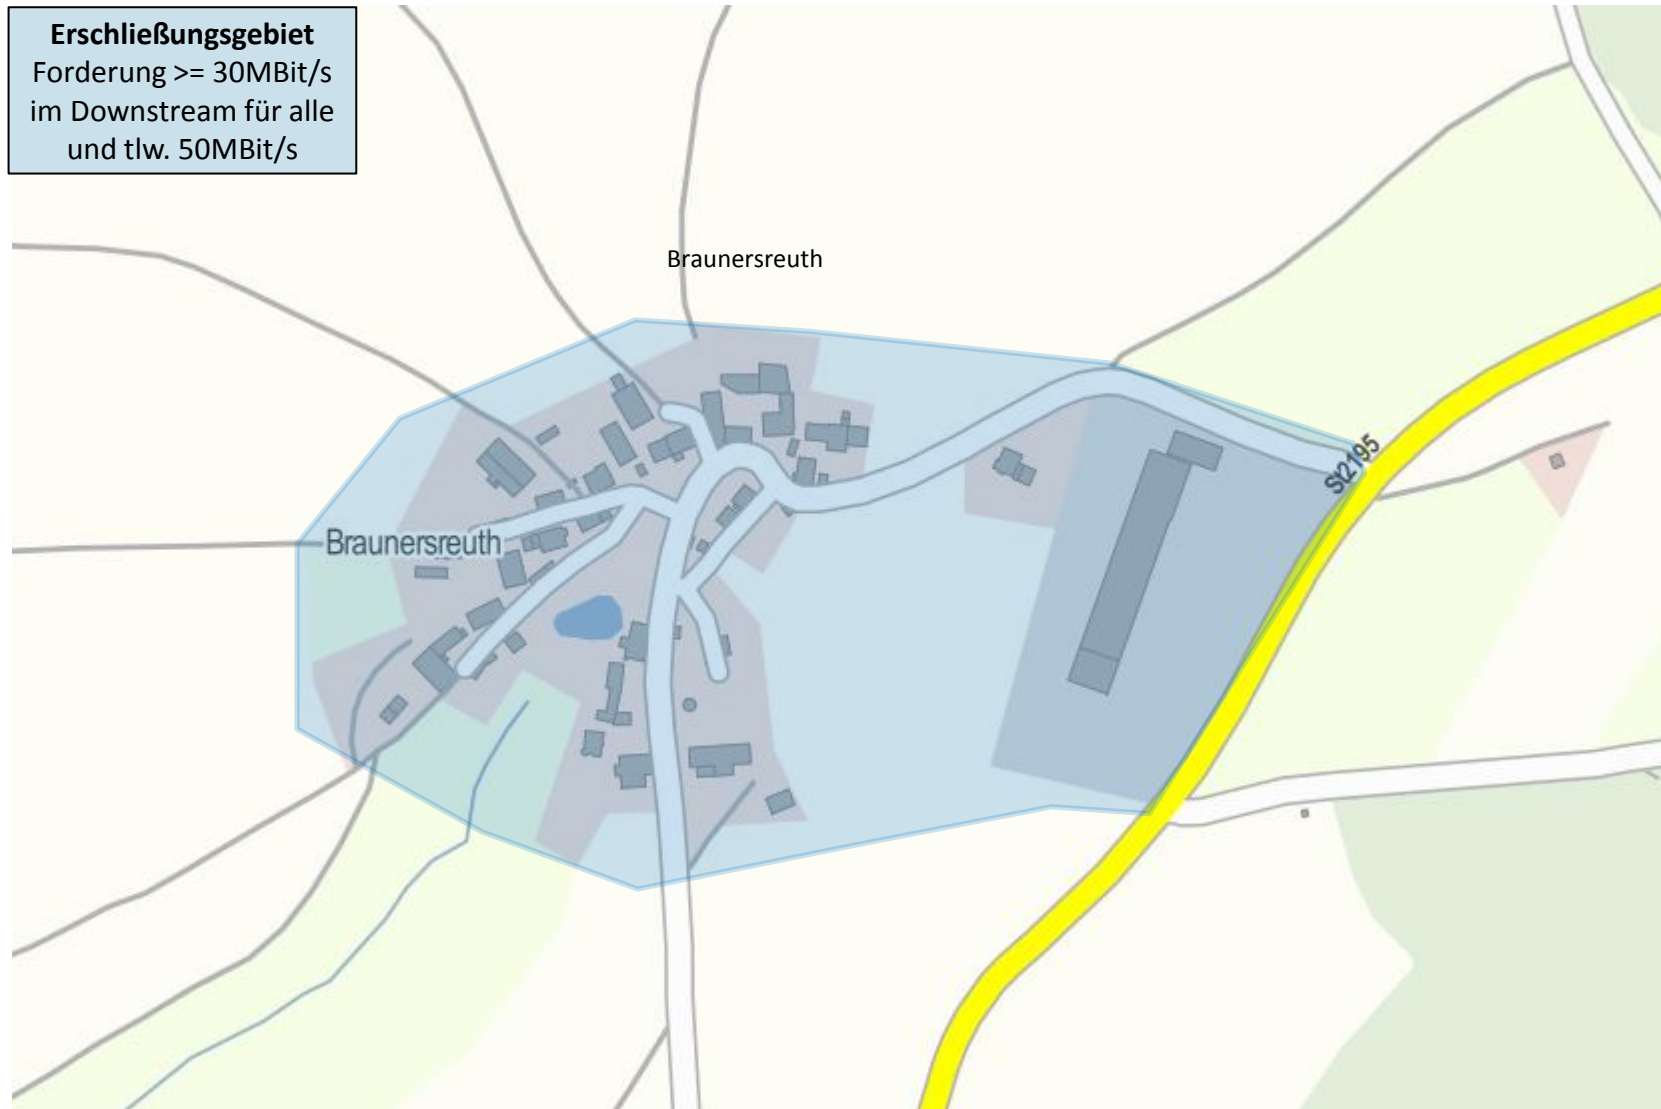 Erschließungsgebiet
Forderung >= 30MBit/s
im Downstream für alle
und tlw. 50MBit/s
Braunersreuth
St2195
Braunersreuth